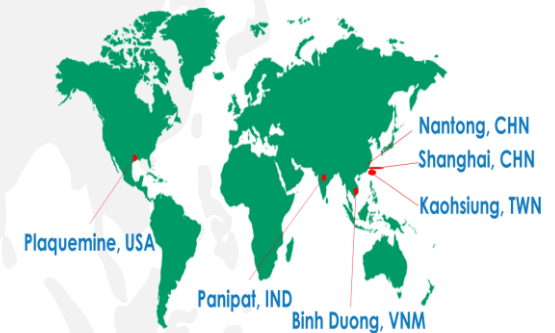 Nantong, CHN
Shanghai, CHN
Kaohsiung, TWN
Plaquemine, USA
Panipat, IND
Binh Duong, VNM